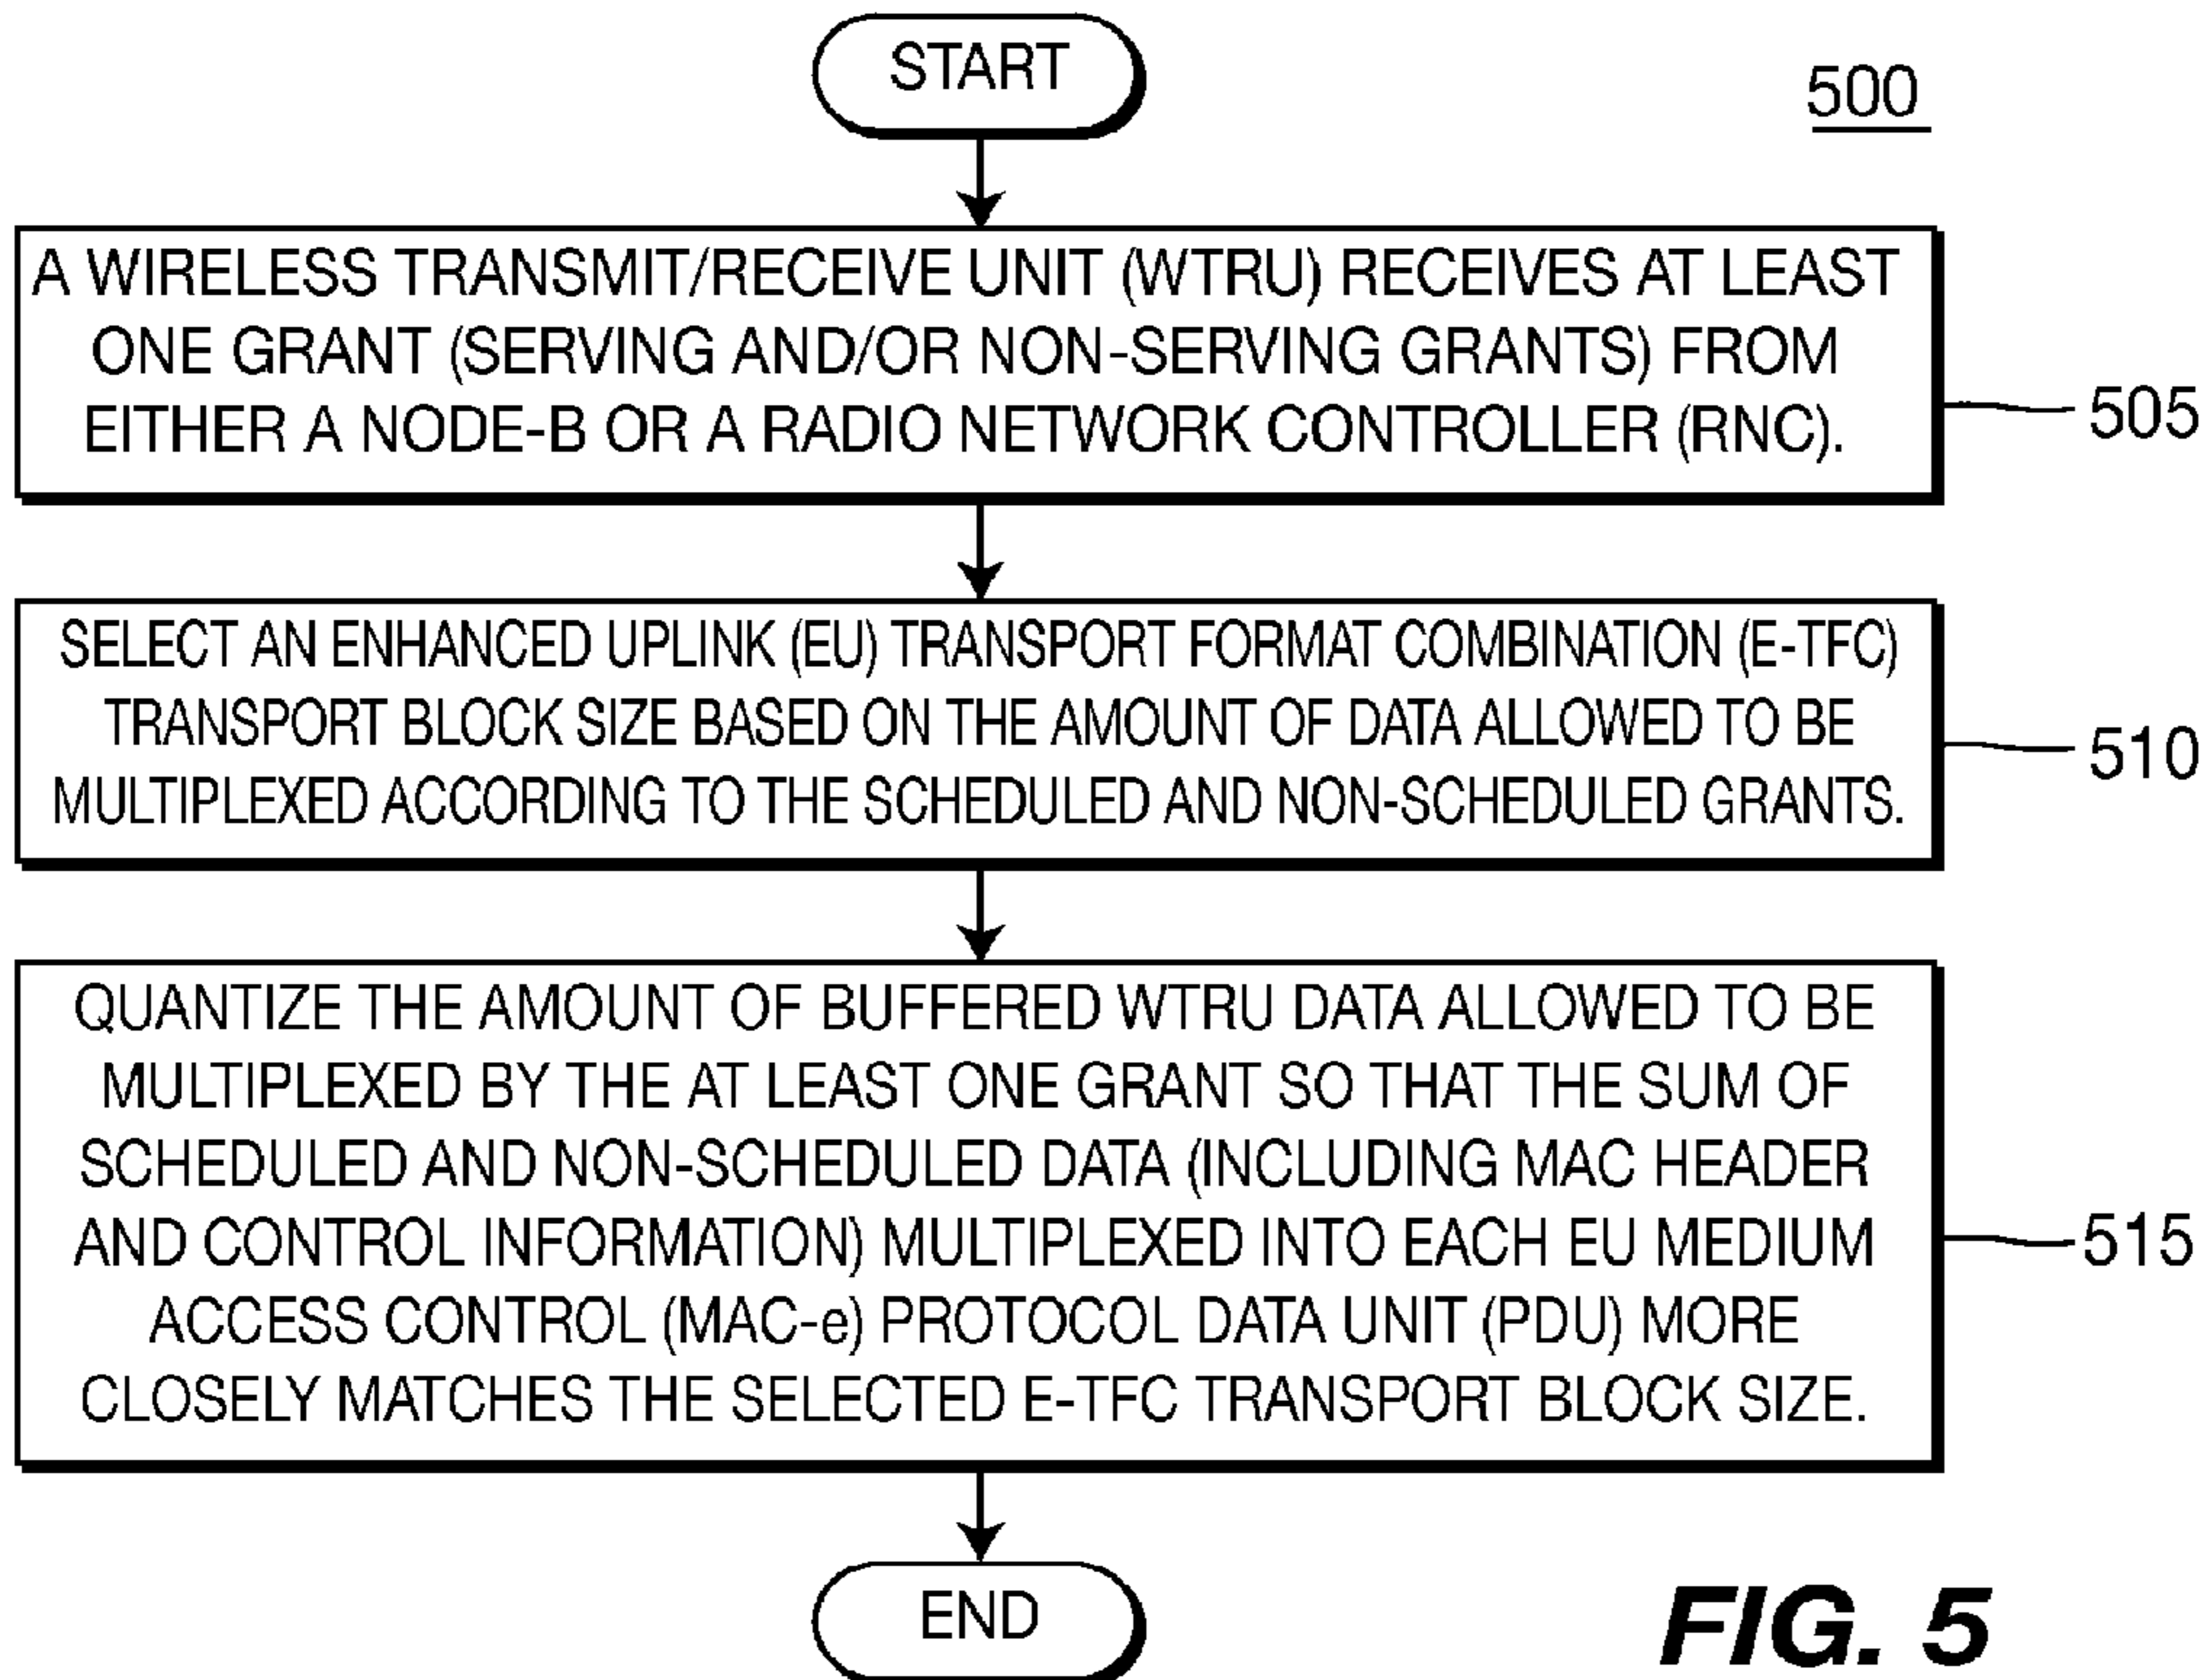 START
500
A WIRELESS TRANSMIT/RECEIVE UNIT (WTRU) RECEIVES AT LEAST
ONE GRANT (SERVING AND/OR NON-SERVING GRANTS) FROM
EITHER A NODE-B OR A RADIO NETWORK CONTROLLER (RNC).
505
SELECT AN ENHANCED UPLINK (EU) TRANSPORT FORMAT COMBINATION (E-TFC)
TRANSPORT BLOCK SIZE BASED ON THE AMOUNT OF DATA ALLOWED TO BE
MULTIPLEXED ACCORDING TO THE SCHEDULED AND NON-SCHEDULED GRANTS.
510
QUANTIZE THE AMOUNT OF BUFFERED WTRU DATA ALLOWED TO BE
MULTIPLEXED BY THE AT LEAST ONE GRANT SO THAT THE SUM OF
SCHEDULED AND NON-SCHEDULED DATA (INCLUDING MAC HEADER
AND CONTROL INFORMATION) MULTIPLEXED INTO EACH EU MEDIUM
ACCESS CONTROL (MAC-e) PROTOCOL DATA UNIT (PDU) MORE
CLOSELY MATCHES THE SELECTED E-TFC TRANSPORT BLOCK SIZE.
515
END
FIG. 5